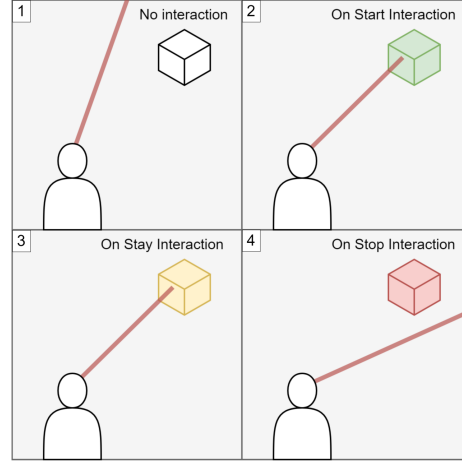 1
No interaction
2
On Start Interaction
3
On Stay Interaction
4
On Stop Interaction